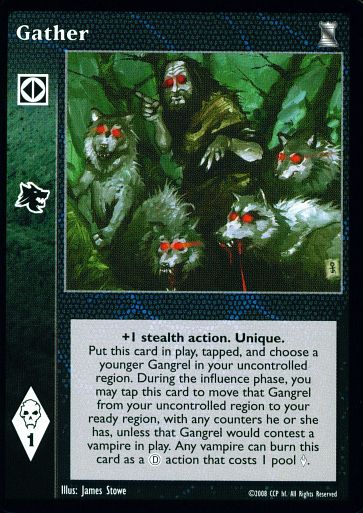 Gather
+1 stealth action. Unique.
Put this card in play, tapped, and choose a
younger Gangrel in your uncontrolled
region. During the influence phase, you
may tap this card to move that Gangrel
from your uncontrolled region to your
ready region, with any counters he or she
has, unless that Gangrel would contest a
vampire in play. Any vampire can burn this
card as a Ⓓ action that costs 1 pool.
1
Illus: James Stowe
©2008 CCP hf. All Rights Reserved